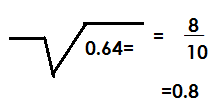 √0.64= = 8/10
=0.8